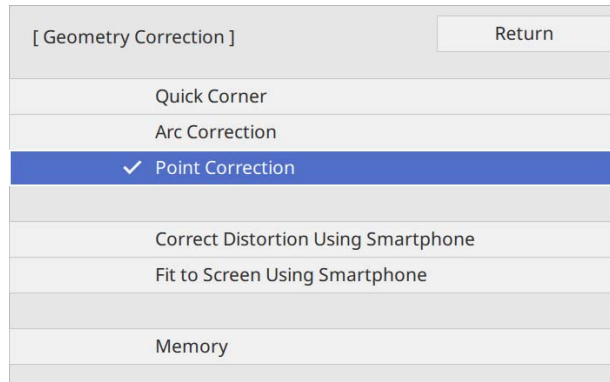 [ Geometry Correction ]
Return
Quick Corner
Arc Correction
Point Correction
Correct Distortion Using Smartphone
Fit to Screen Using Smartphone
Memory